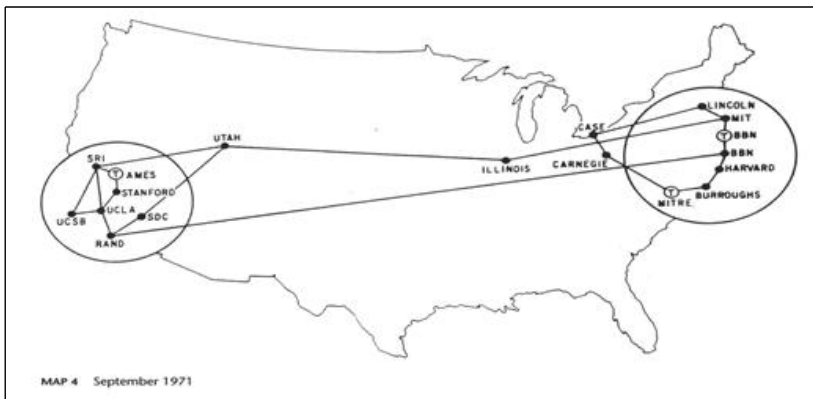 LINCOLN
MIT
CASE
T BBN
UTAH
BBN
SRI
ILLINOIS
CARNEGIE
HARVARD
T AMES
STANFORD
BURROUGHS
T
MITRE
UCSB
UCLA
SDC
RAND
MAP 4 September 1971